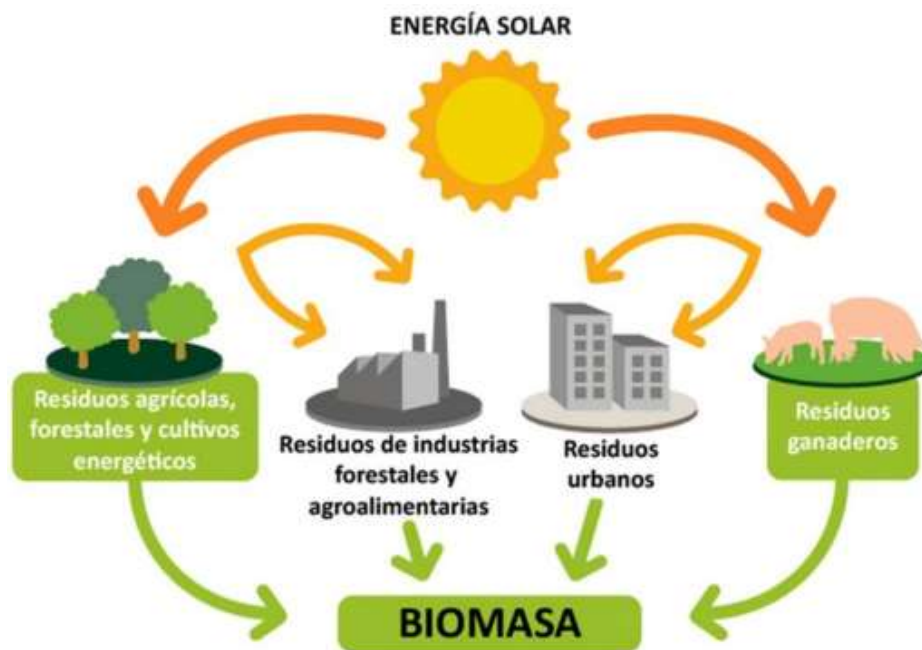 ENERGÍA SOLAR
Residuos agrícolas,
forestales y cultivos
energéticos
Residuos de industrias
forestales y
agroalimentarias
Residuos
urbanos
Residuos
ganaderos
BIOMASA